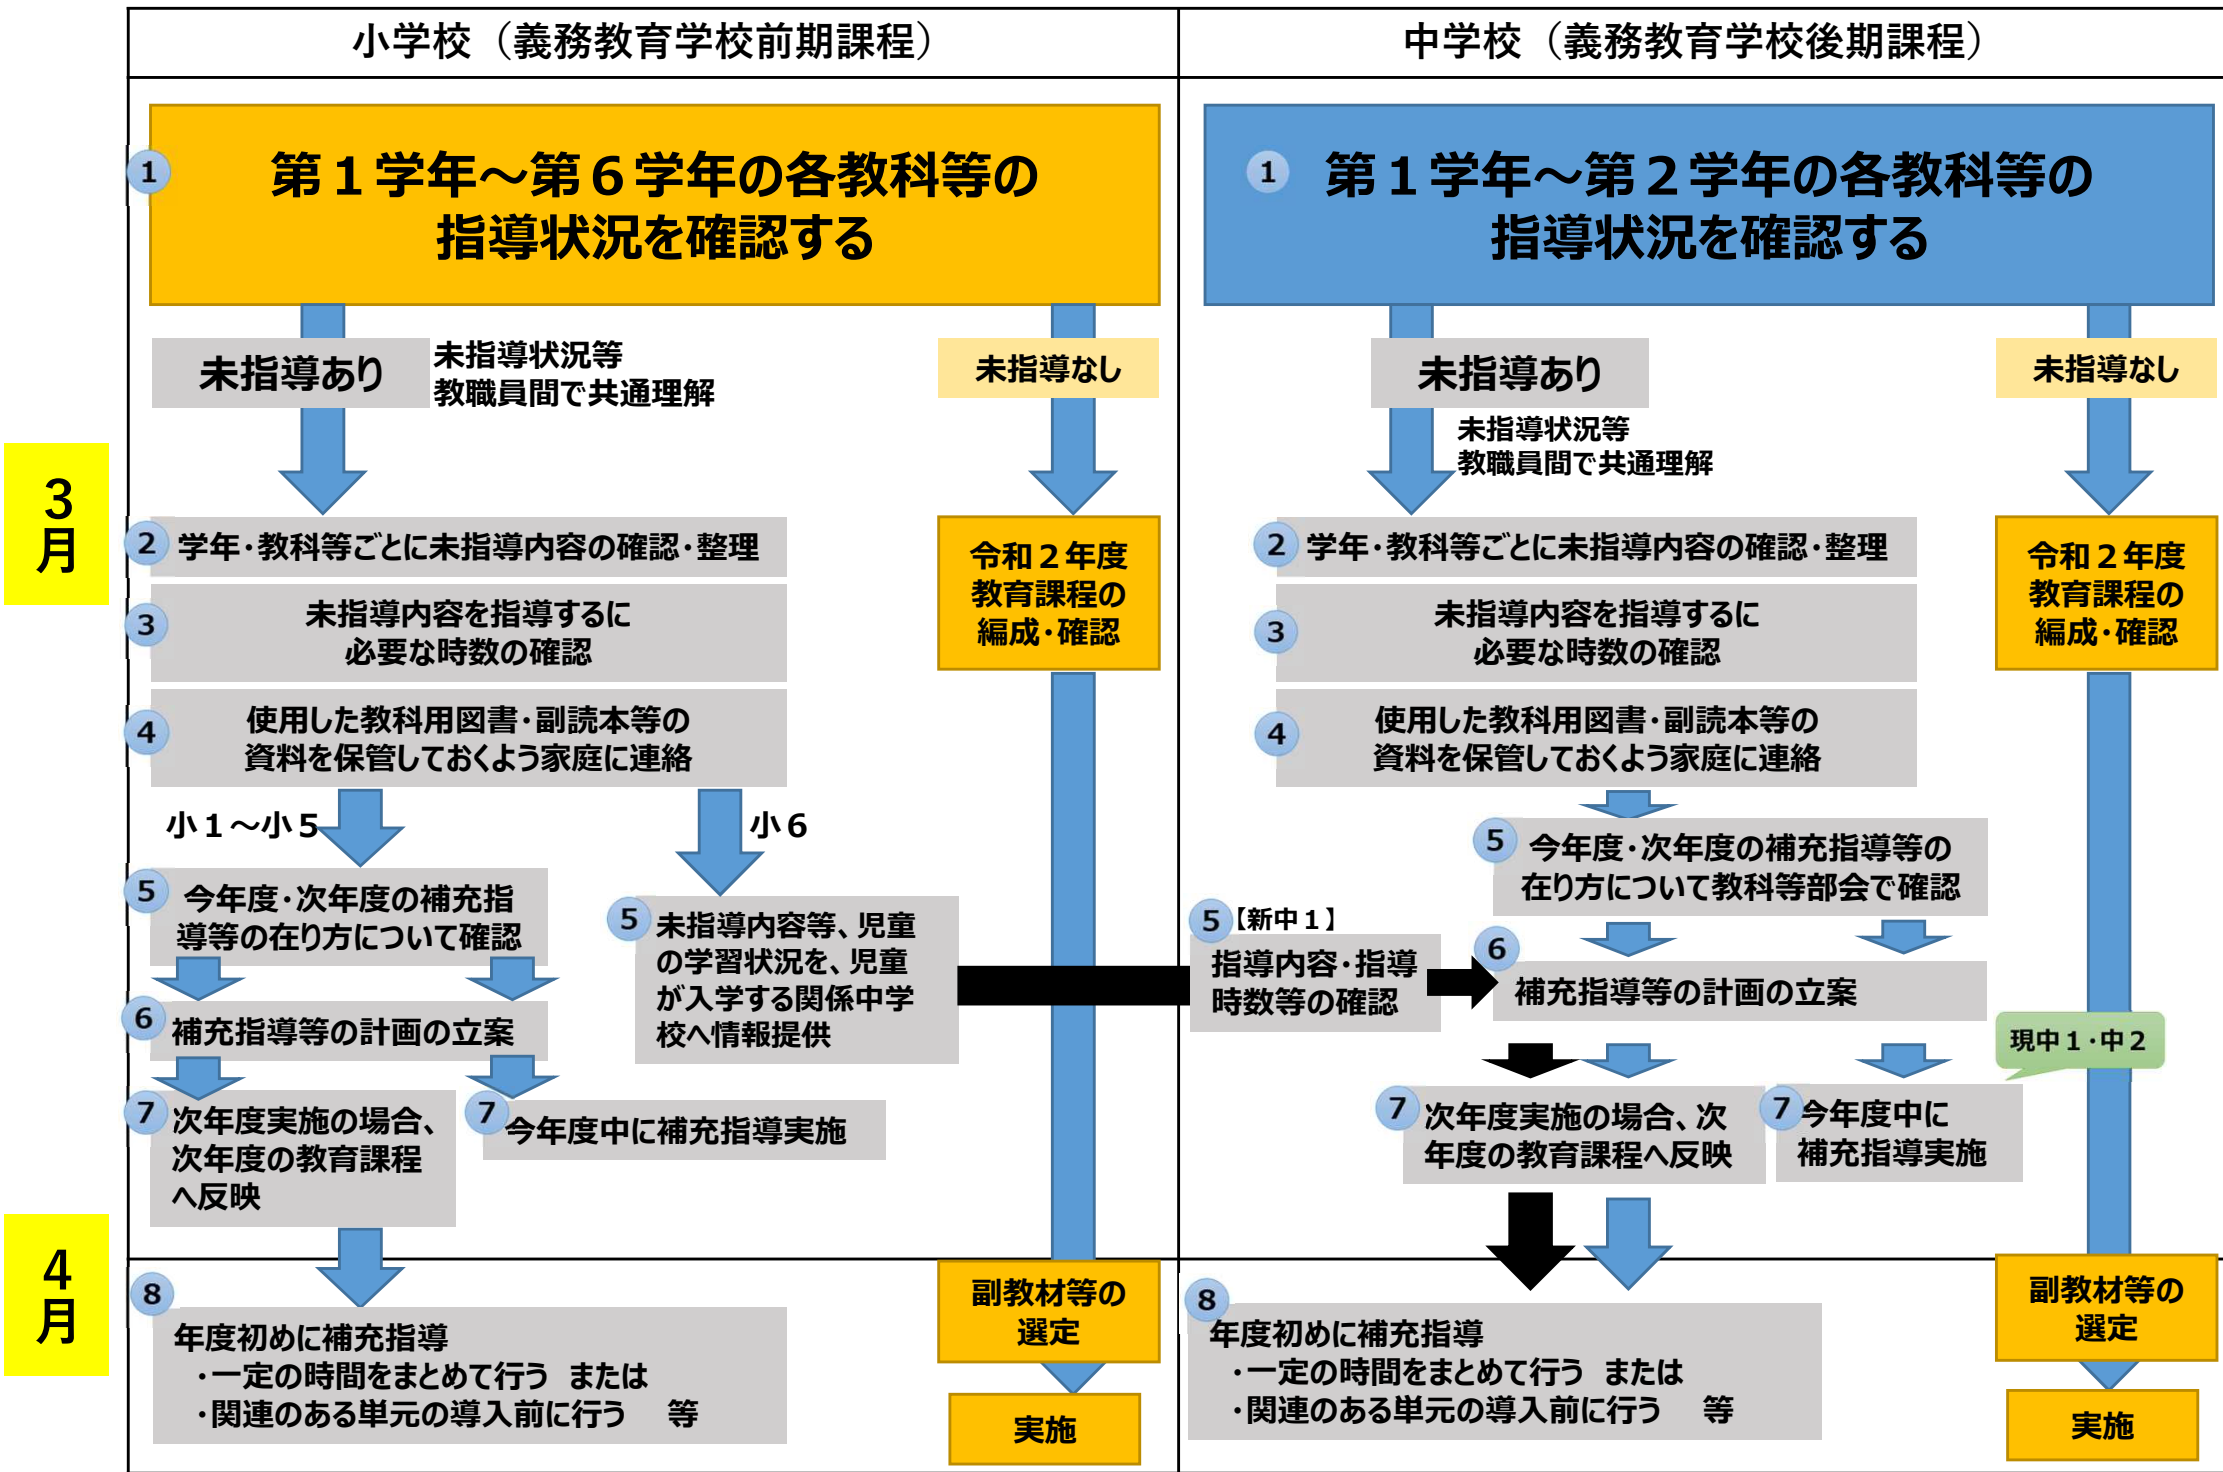 小学校（義務教育学校前期課程）
中学校（義務教育学校後期課程）
3
月
1
第１学年～第６学年の各教科等の
指導状況を確認する
未指導あり
未指導状況等
教職員間で共通理解
未指導なし
2
学年・教科等ごとに未指導内容の確認・整理
3
未指導内容を指導するに
必要な時数の確認
4
使用した教科用図書・副読本等の
資料を保管しておくよう家庭に連絡
令和２年度
教育課程の
編成・確認
小１～小５
小６
5
今年度・次年度の補充指
導等の在り方について確認
5
未指導内容等、児童
の学習状況を、児童
が入学する関係中学
校へ情報提供
6
補充指導等の計画の立案
7
次年度実施の場合、
次年度の教育課程
へ反映
7
今年度中に補充指導実施
1
第１学年～第２学年の各教科等の
指導状況を確認する
未指導あり
未指導状況等
教職員間で共通理解
未指導なし
2
学年・教科等ごとに未指導内容の確認・整理
3
未指導内容を指導するに
必要な時数の確認
4
使用した教科用図書・副読本等の
資料を保管しておくよう家庭に連絡
令和２年度
教育課程の
編成・確認
5
今年度・次年度の補充指導等の
在り方について教科等部会で確認
5
【新中１】
指導内容・指導
時数等の確認
6
補充指導等の計画の立案
現中１・中２
7
次年度実施の場合、次
年度の教育課程へ反映
7
今年度中に
補充指導実施
4
月
8
年度初めに補充指導
・一定の時間をまとめて行う または
・関連のある単元の導入前に行う　等
副教材等の
選定
実施
8
年度初めに補充指導
・一定の時間をまとめて行う または
・関連のある単元の導入前に行う　等
副教材等の
選定
実施